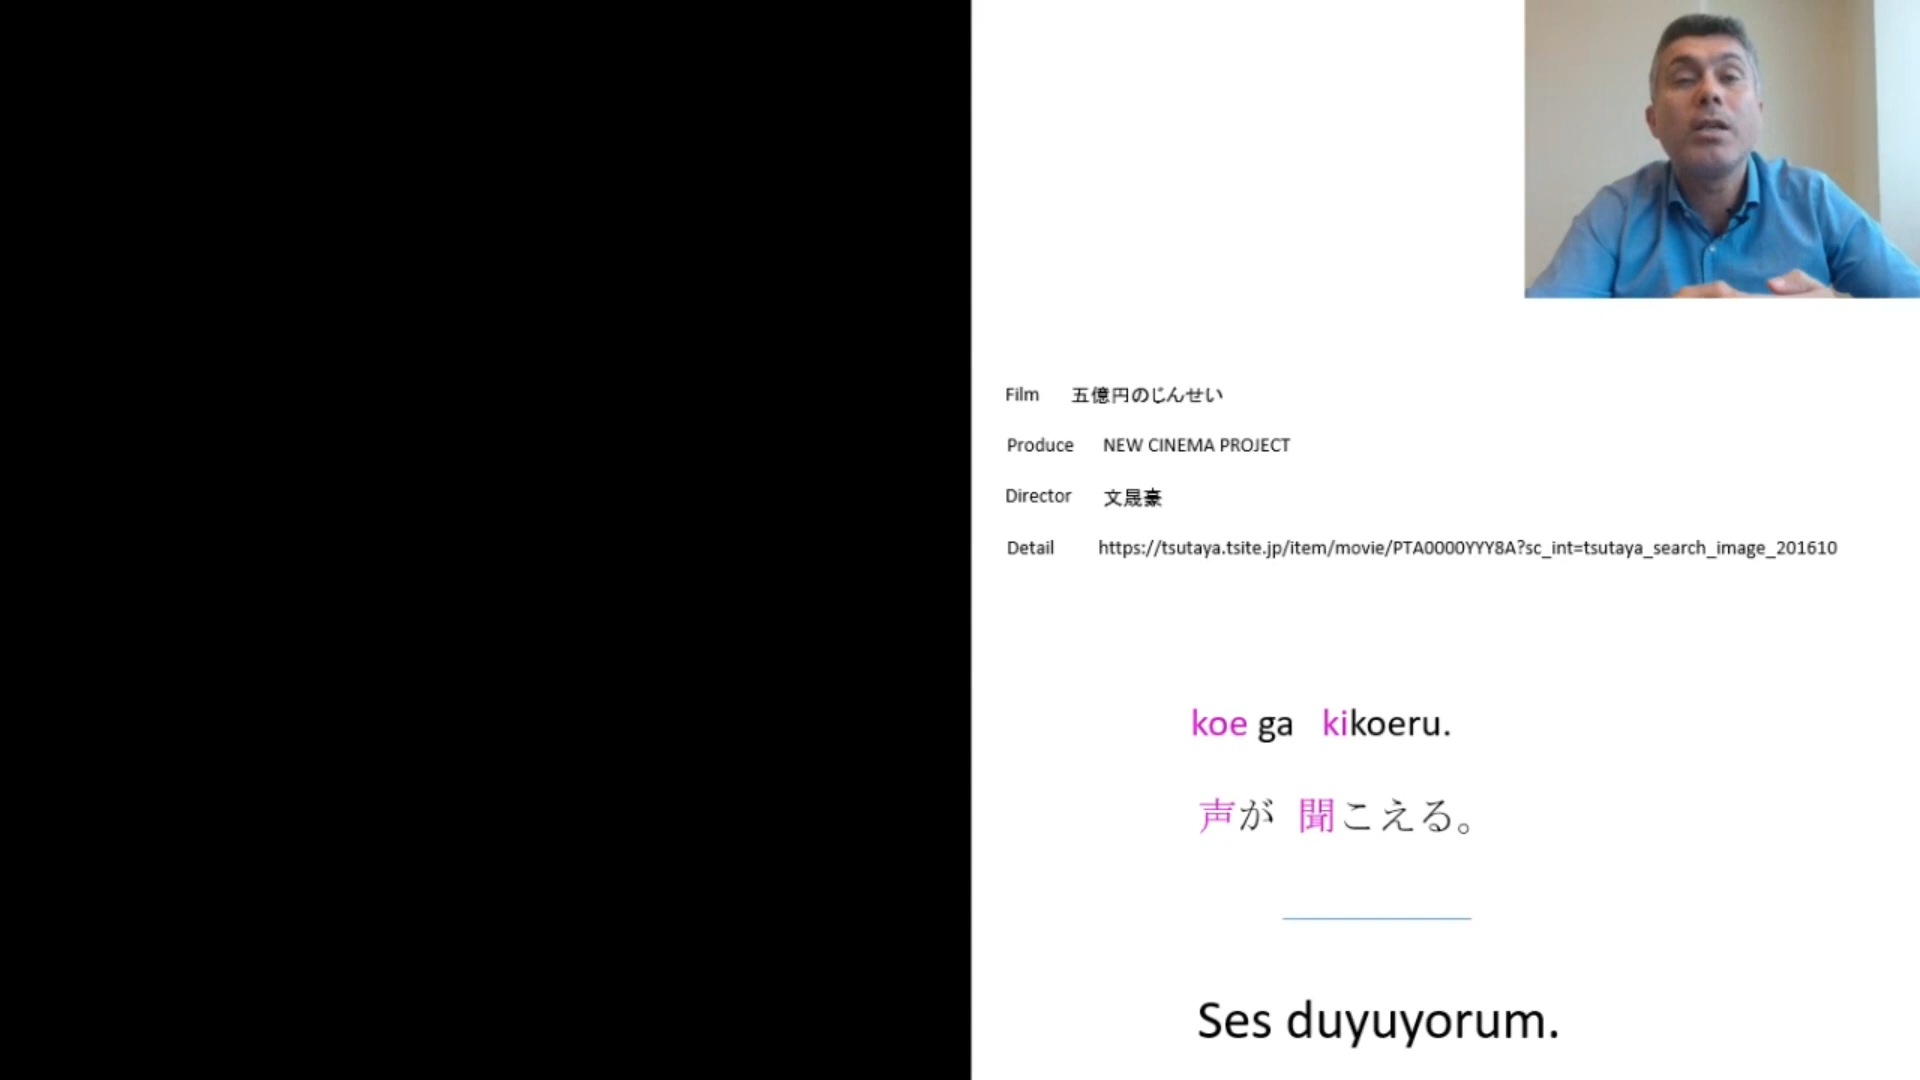 Film 五億円のじんせい
Produce NEW CINEMA PROJECT
Director 文晟豪
Detail https://tsutaya.tsite.jp/item/movie/PTA0000YYY8A?sc_int=tsutaya_search_image_201610
koe ga kikoeru.
声が 聞こえる。
Ses duyuyorum.